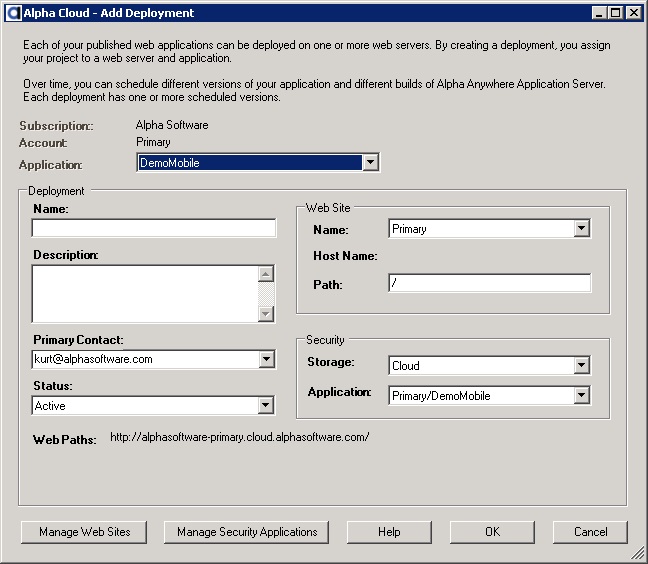 Alpha Cloud - Add Deployment
Each of your published web applications can be deployed on one or more web servers. By creating a deployment, you assign
your project to a web server and application.
Over time, you can schedule different versions of your application and different builds of Alpha Anywhere Application Server.
Each deployment has one or more scheduled versions.
Subscription:: Alpha Software
Account: Primary
Application: DemoMobile
Deployment
Name:
Description:
Primary Contact:
kurt@alphasoftware.com
Status:
Active
Web Site
Name: Primary
Host Name:
Path: /
Security
Storage: Cloud
Application: Primary/DemoMobile
Web Paths: http://alphasoftware-primary.cloud.alphasoftware.com/
Manage Web Sites Manage Security Applications Help OK Cancel